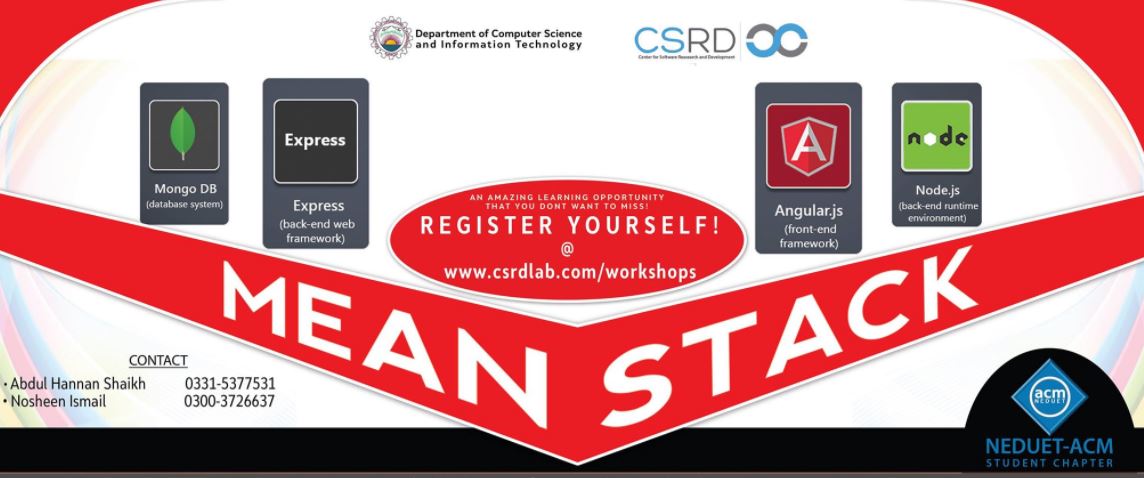 Department of Computer Science
and Information Technology
CSRD
Center for Software Research and Development
Mongo DB
(database system)
Express
Express
(back-end web
framework)
AN AMAZING LEARNING OPPORTUNITY
THAT YOU DONT WANT TO MISS!
REGISTER YOURSELF!
@
www.csrdlab.com/workshops
A
Angular.js
(front-end
framework)
node
Node.js
(back-end runtime
environment)
MEAN STACK
CONTACT
• Abdul Hannan Shaikh 0331-5377531
• Nosheen Ismail 0300-3726637
acm
NEDUET
NEDUET-ACM
STUDENT CHAPTER